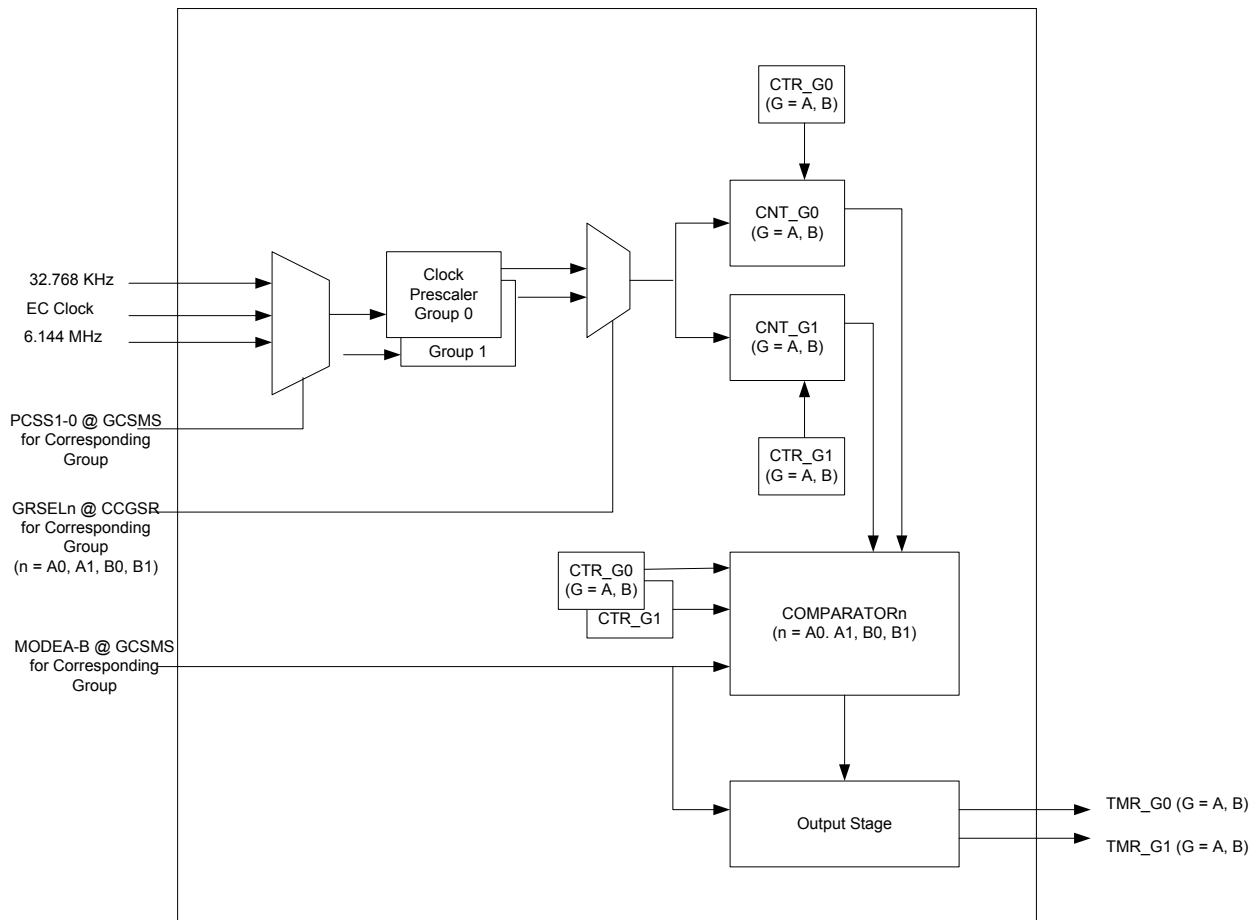 CTR_G0
(G = A, B)
CNT_G0
(G = A, B)
32.768 KHz
EC Clock
6.144 MHz
Clock
Prescaler
Group 0
Group 1
CNT_G1
(G = A, B)
PCSS1-0 @ GCSMS
for Corresponding
Group
CTR_G1
(G = A, B)
GRSELn @ CCGSR
for Corresponding
Group
(n = A0, A1, B0, B1)
CTR_G0
(G = A, B)
CTR_G1
COMPARATORn
(n = A0. A1, B0, B1)
MODEA-B @ GCSMS
for Corresponding
Group
Output Stage
TMR_G0 (G = A, B)
TMR_G1 (G = A, B)